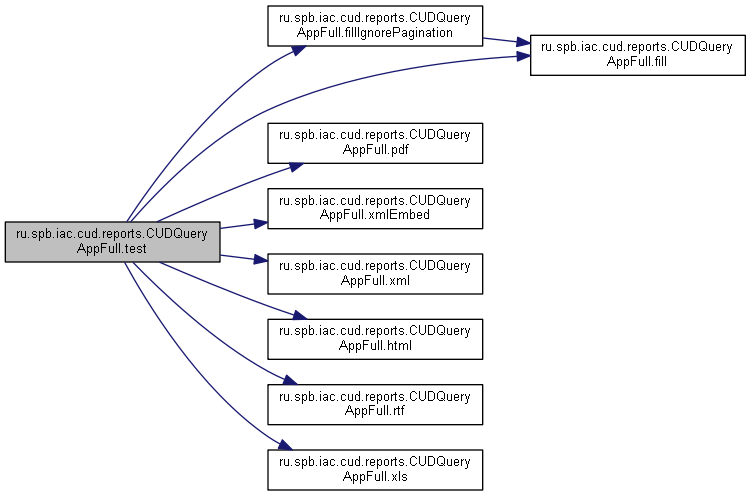 ru.spb.iac.cud.reports.CUDQuery
AppFull.fillIgnorePagination
ru.spb.iac.cud.reports.CUDQuery
AppFull.fill
ru.spb.iac.cud.reports.CUDQuery
AppFull.pdf
ru.spb.iac.cud.reports.CUDQuery
AppFull.xmlEmbed
ru.spb.iac.cud.reports.CUDQuery
AppFull.test
ru.spb.iac.cud.reports.CUDQuery
AppFull.xml
ru.spb.iac.cud.reports.CUDQuery
AppFull.html
ru.spb.iac.cud.reports.CUDQuery
AppFull.rtf
ru.spb.iac.cud.reports.CUDQuery
AppFull.xls